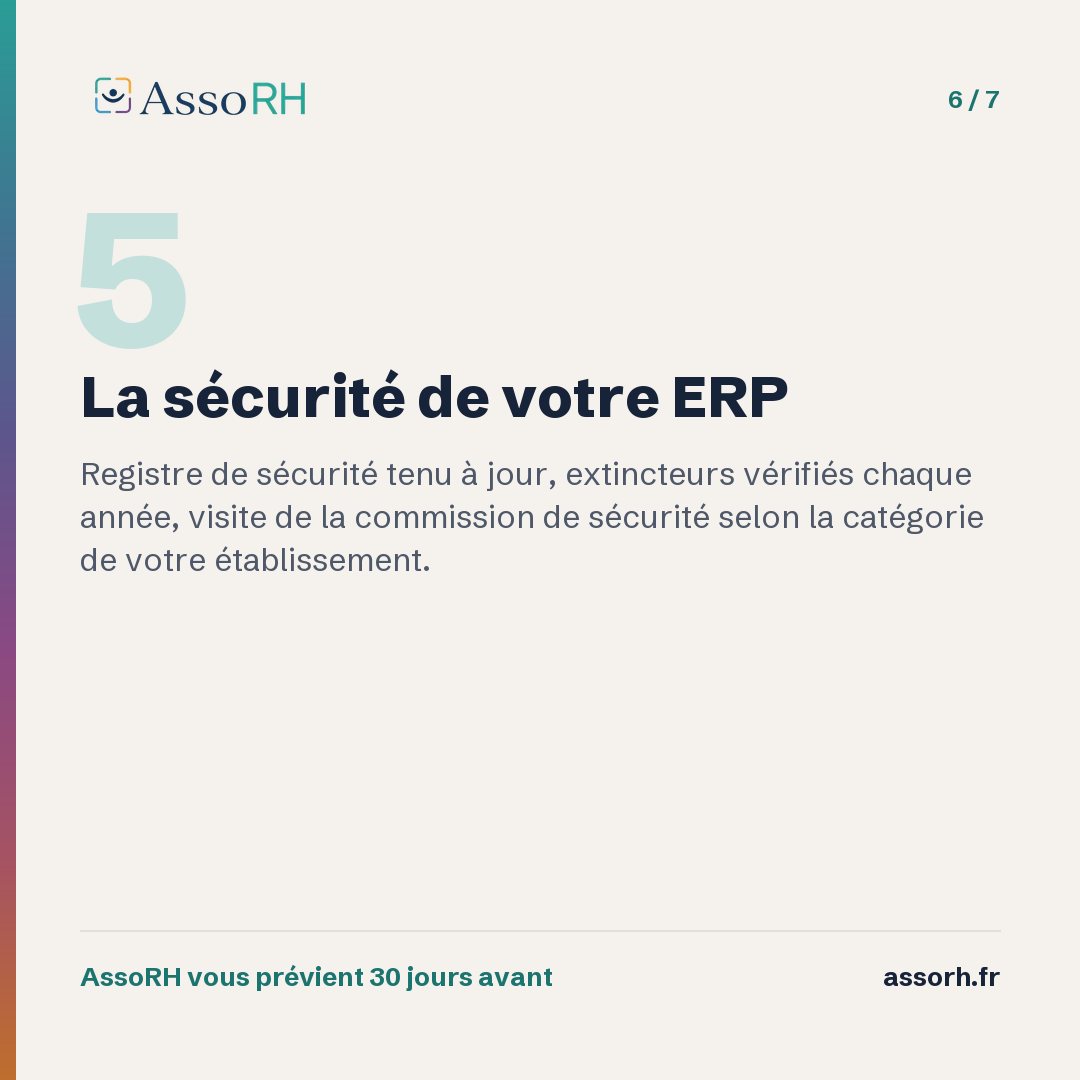 AssoRH
6 / 7
5
La sécurité de votre ERP
Registre de sécurité tenu à jour, extincteurs vérifiés chaque
année, visite de la commission de sécurité selon la catégorie
de votre établissement.
AssoRH vous prévient 30 jours avant
assorh.fr